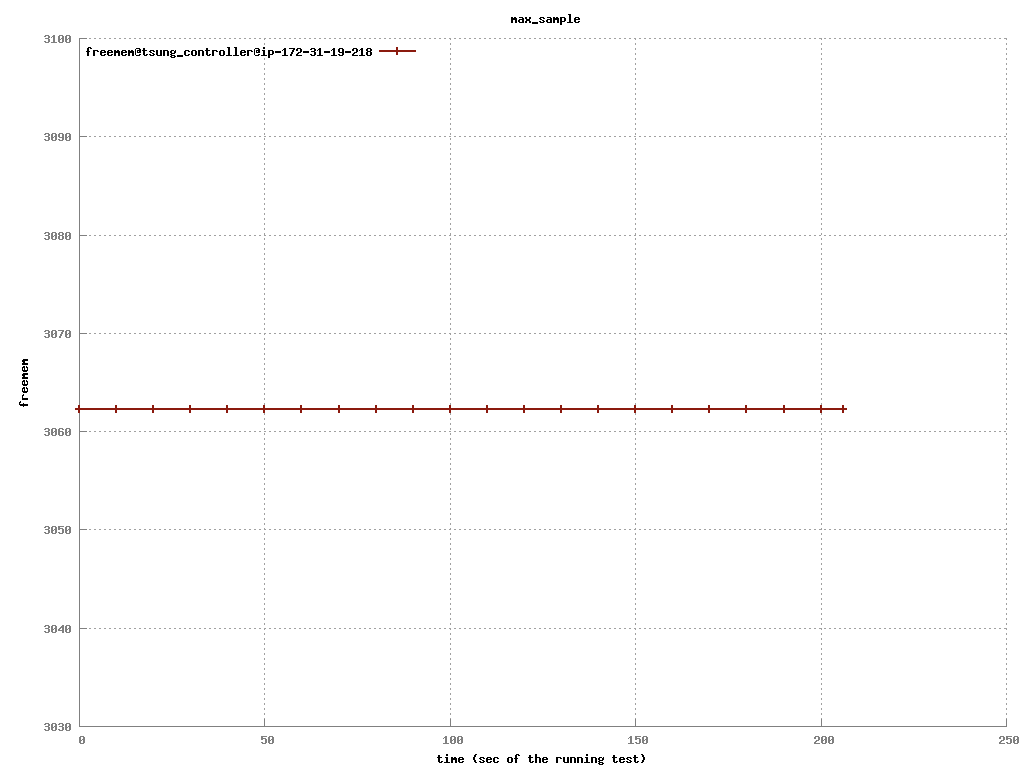 max_sample
freemem@tsung_controller@ip-172-31-19-218
3100
3090
3080
3070
3060
3050
3040
3030
freemem
0 50 100 150 200 250
time (sec of the running test)